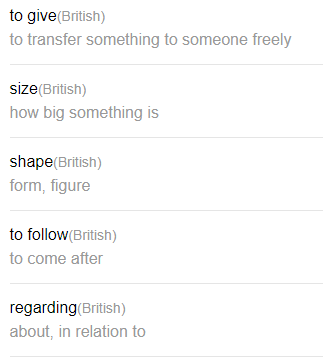 to give(British)
to transfer something to someone freely
size(British)
how big something is
shape(British)
form, figure
to follow(British)
to come after
regarding(British)
about, in relation to